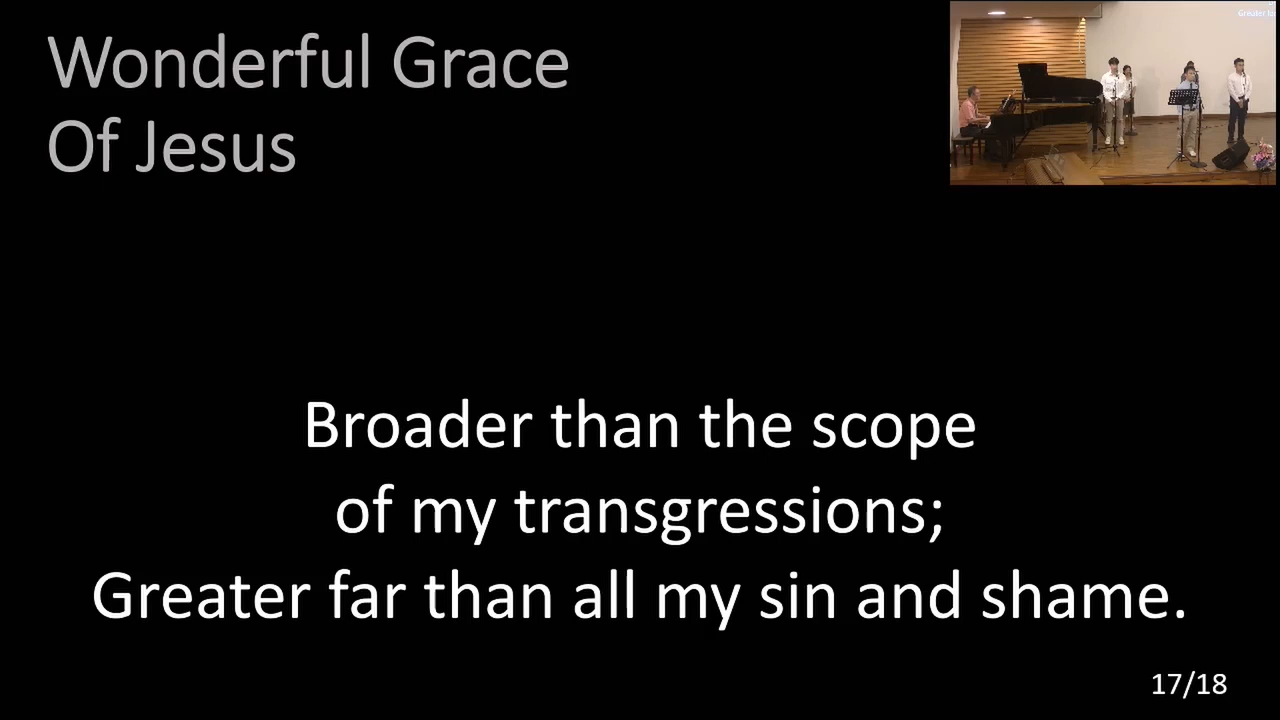 Wonderful Grace
Of Jesus
Broader than the scope
of my transgressions;
Greater far than all my sin and shame.
17/18